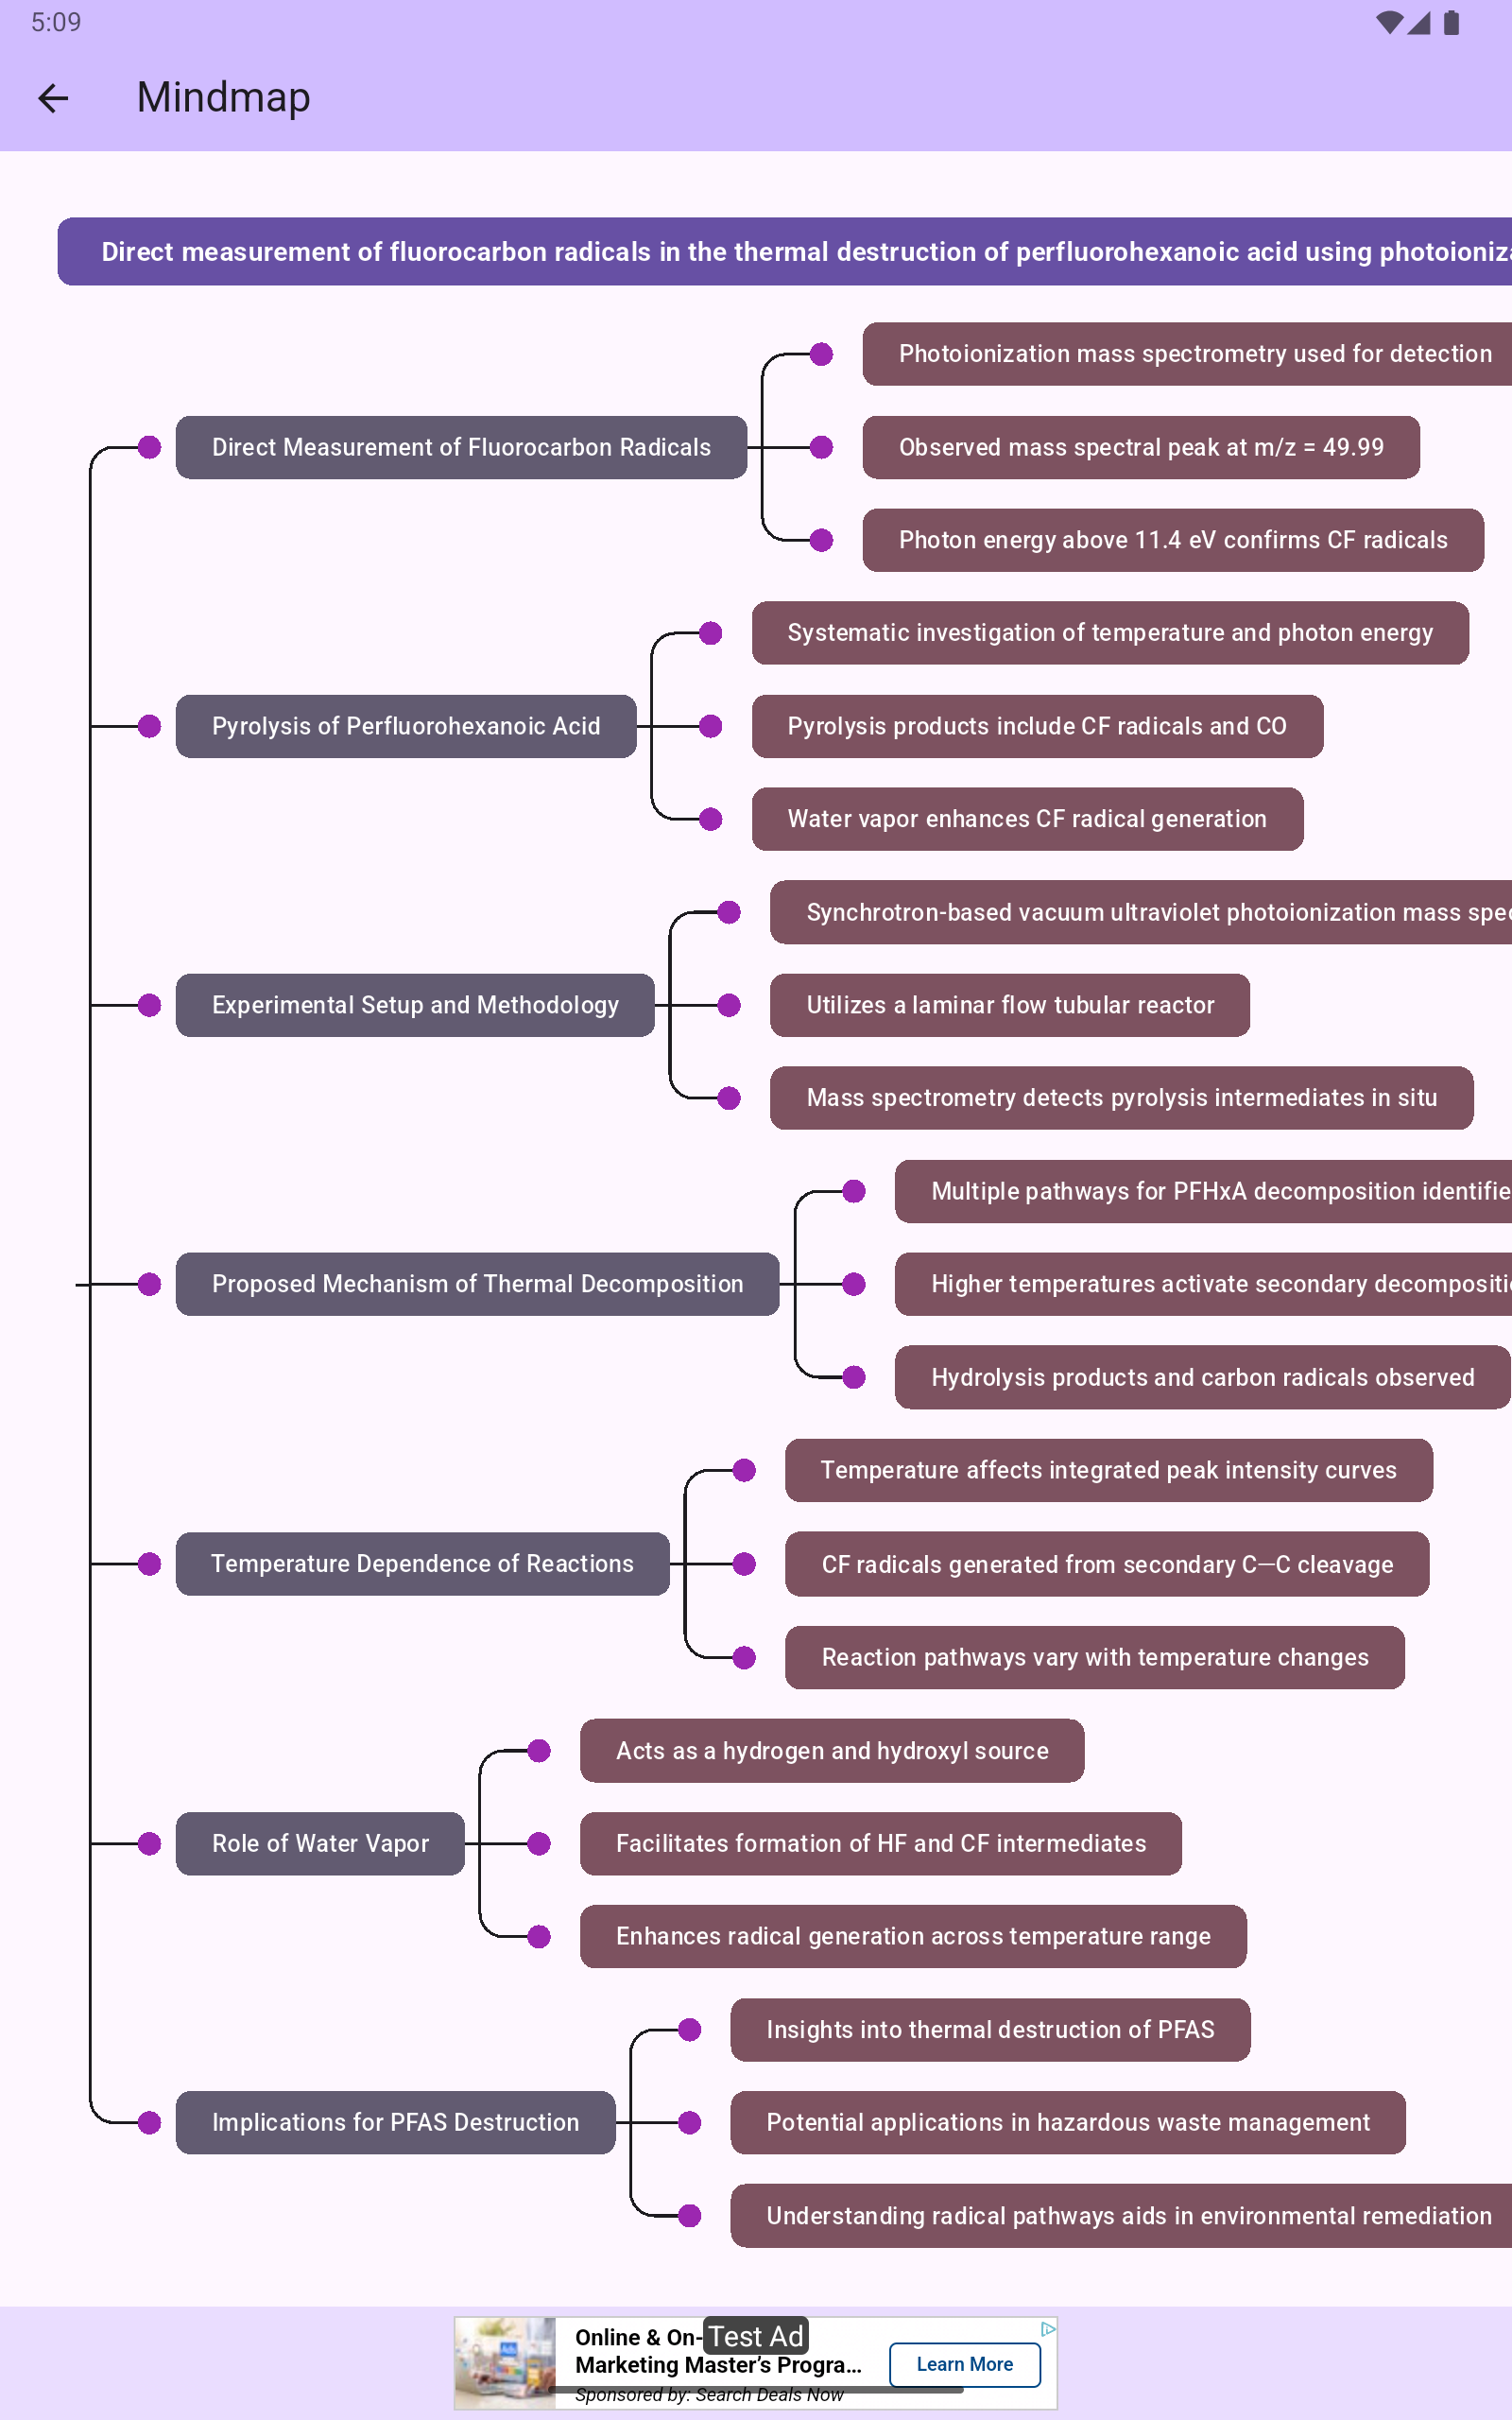 5:09
Mindmap
Direct measurement of fluorocarbon radicals in the thermal destruction of perfluorohexanoic acid using
Photoionization mass spectrometry used for detection
Direct Measurement of Fluorocarbon Radicals
Observed mass spectral peak at m/z = 49.99
Photon energy above 11.4 eV confirms CF radicals
Systematic investigation of temperature and photon energy
Pyrolysis of Perfluorohexanoic Acid
Pyrolysis products include CF radicals and CO
Water vapor enhances CF radical generation
Synchrotron-based vacuum ultraviolet photoionization mass
Experimental Setup and Methodology
Utilizes a laminar flow tubular reactor
Mass spectrometry detects pyrolysis intermediates in situ
Multiple pathways for PFHxA decomposition
Proposed Mechanism of Thermal Decomposition
Higher temperatures activate secondary
Hydrolysis products and carbon radicals observed
Temperature affects integrated peak intensity curves
Temperature Dependence of Reactions
CF radicals generated from secondary C—C cleavage
Reaction pathways vary with temperature changes
Acts as a hydrogen and hydroxyl source
Role of Water Vapor
Facilitates formation of HF and CF intermediates
Enhances radical generation across temperature range
Insights into thermal destruction of PFAS
Implications for PFAS Destruction
Potential applications in hazardous waste management
Understanding radical pathways aids in environmental remediation
Online & On-
Test Ad
Marketing Master's Progra...
Learn More
Sponsored by: Search Deals Now